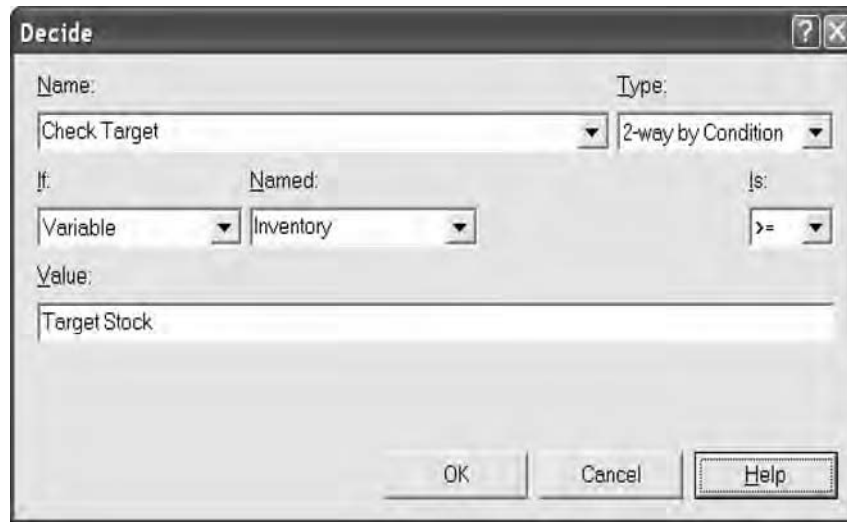 Decide
Name: Type:
Check Target 2-way by Condition
If: Named: Is:
Variable Inventory >=
Value:
Target Stock
OK Cancel Help